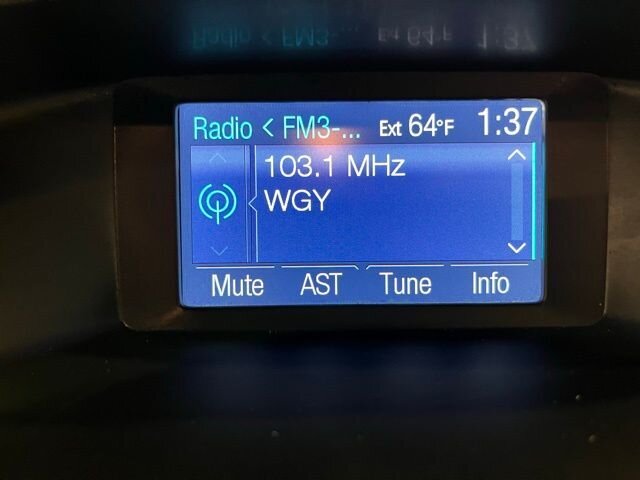 Radio < FM3-... Ext 64°F 1:37
103.1 MHz
WGY
Mute AST Tune Info